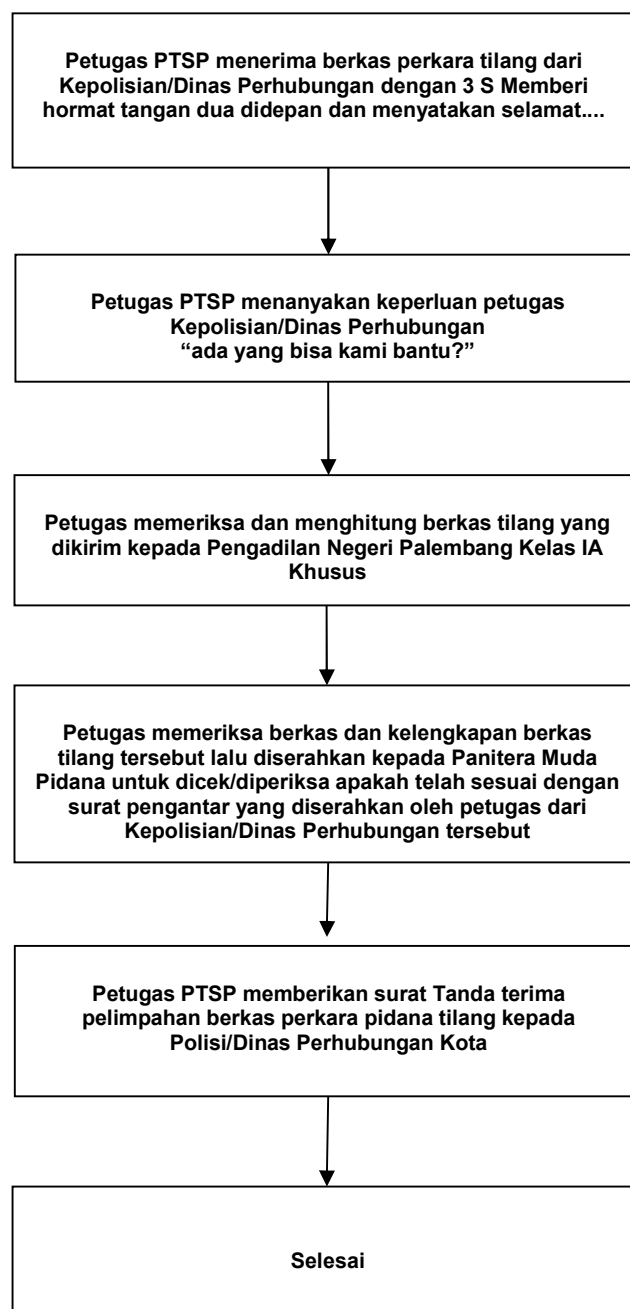 Petugas PTSP menerima berkas perkara tilang dari
Kepolisian/Dinas Perhubungan dengan 3 S Memberi
hormat tangan dua didepan dan menyatakan selamat....
Petugas PTSP menanyakan keperluan petugas
Kepolisian/Dinas Perhubungan
“ada yang bisa kami bantu?”
Petugas memeriksa dan menghitung berkas tilang yang
dikirim kepada Pengadilan Negeri Palembang Kelas IA
Khusus
Petugas memeriksa berkas dan kelengkapan berkas
tilang tersebut lalu diserahkan kepada Panitera Muda
Pidana untuk dicek/diperiksa apakah telah sesuai dengan
surat pengantar yang diserahkan oleh petugas dari
Kepolisian/Dinas Perhubungan tersebut
Petugas PTSP memberikan surat Tanda terima
pelimpahan berkas perkara pidana tilang kepada
Polisi/Dinas Perhubungan Kota
Selesai